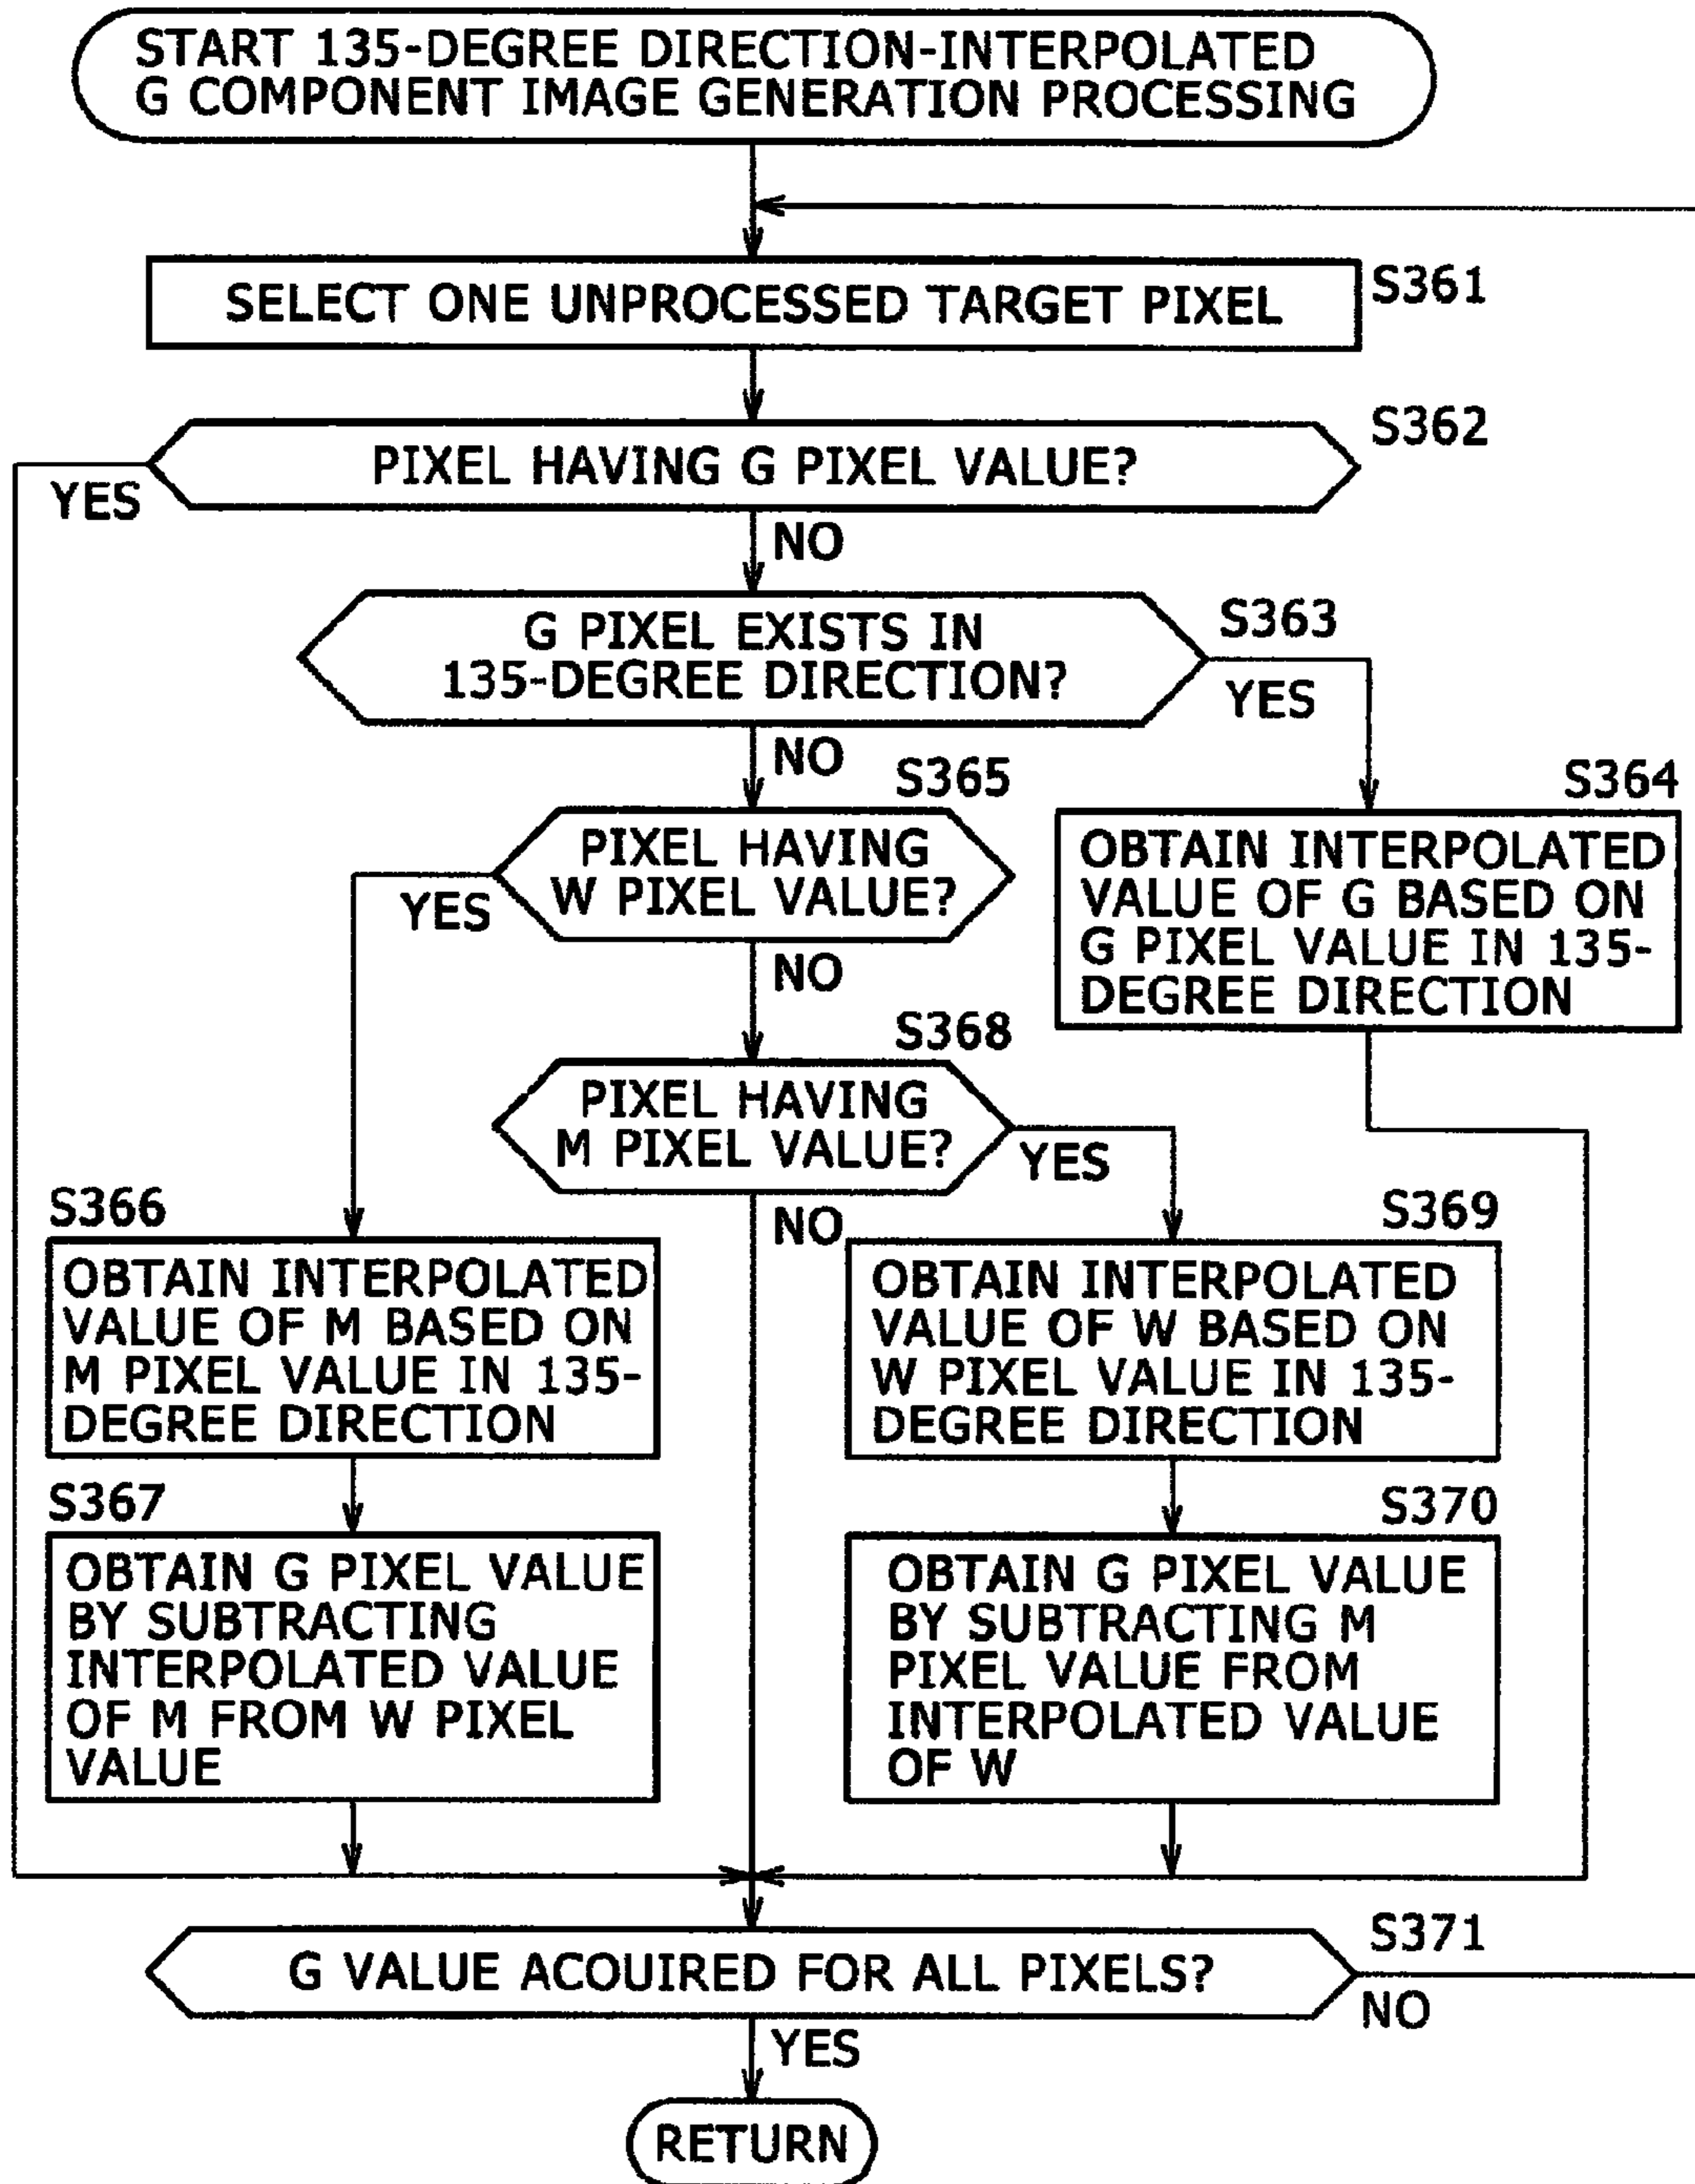 START 135-DEGREE DIRECTION-INTERPOLATED
G COMPONENT IMAGE GENERATION PROCESSING
SELECT ONE UNPROCESSED TARGET PIXEL
S361
S362
PIXEL HAVING G PIXEL VALUE?
YES
NO
G PIXEL EXISTS IN
135-DEGREE DIRECTION?
S363
YES
NO
S365
PIXEL HAVING
W PIXEL VALUE?
YES
NO
S364
OBTAIN INTERPOLATED
VALUE OF G BASED ON
G PIXEL VALUE IN 135-
DEGREE DIRECTION
S368
PIXEL HAVING
M PIXEL VALUE?
YES
NO
S366
OBTAIN INTERPOLATED
VALUE OF M BASED ON
M PIXEL VALUE IN 135-
DEGREE DIRECTION
S369
OBTAIN INTERPOLATED
VALUE OF W BASED ON
W PIXEL VALUE IN 135-
DEGREE DIRECTION
S367
OBTAIN G PIXEL VALUE
BY SUBTRACTING
INTERPOLATED VALUE
OF M FROM W PIXEL
VALUE
S370
OBTAIN G PIXEL VALUE
BY SUBTRACTING M
PIXEL VALUE FROM
INTERPOLATED VALUE
OF W
S371
G VALUE ACOUIRED FOR ALL PIXELS?
NO
YES
RETURN